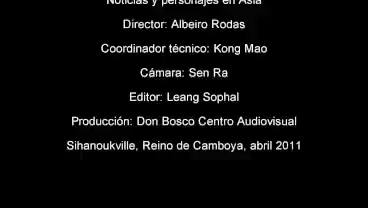 Noticias y personajes en Asia
Director: Albeiro Rodas
Coordinador técnico: Kong Mao
Cámara: Sen Ra
Editor: Leang Sophal
Producción: Don Bosco Centro Audiovisual
Sihanoukville, Reino de Camboya, abril 2011